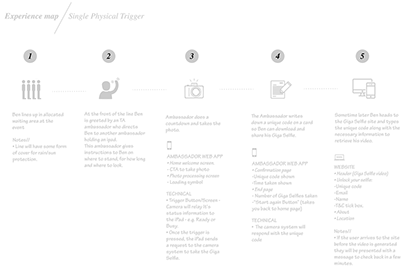 Experience map / Single Physical Trigger
1
2
3
4
5
Ben lines up in allocated
waiting area at the
event
Notes//
• Line will have some form
of cover for rain/sun
protection.
At the front of the line Ben
is greeted by an
ambassador who directs
Ben to another ambassador
holding an ipad.
This ambassador gives
instructions to Ben on
where to stand, for how long
and where to look.
Ambassador does a
countdown and takes the
photo.
AMBASSADOR WEB APP
• Home/welcome screen
- CTA to take photo
• Photo processing screen
- Loading symbol
TECHNICAL
• Trigger Button/Screen -
Camera will relay it's
status information to
the iPad - e.g. Ready or
Busy.
• Once the trigger is
pressed, the iPad sends
a request to the camera
system to take the Giga
Selfie.
The Ambassador writes
down a unique code on a card
so Ben can download and
share his Giga Selfie.
AMBASSADOR WEB APP
• Confirmation page
- Unique code shown
- Time taken shown
• End page
- Number of Giga Selfies taken
- "Start again Button" (takes
you back to home page)
TECHNICAL
• The camera system will
respond with the unique
code
Sometime later Ben heads to
the Giga Selfie site and types
the unique code along with the
necessary information to
retrieve his video.
WEBSITE
• Header (Giga Selfie video)
• Unlock your selfie
- Unique code
- Email
- Name
- T&C tick box
• About
• Location
Notes//
• If the user arrives to the site
before the video is generated
they will be presented with a
message to check back in a few
minutes.